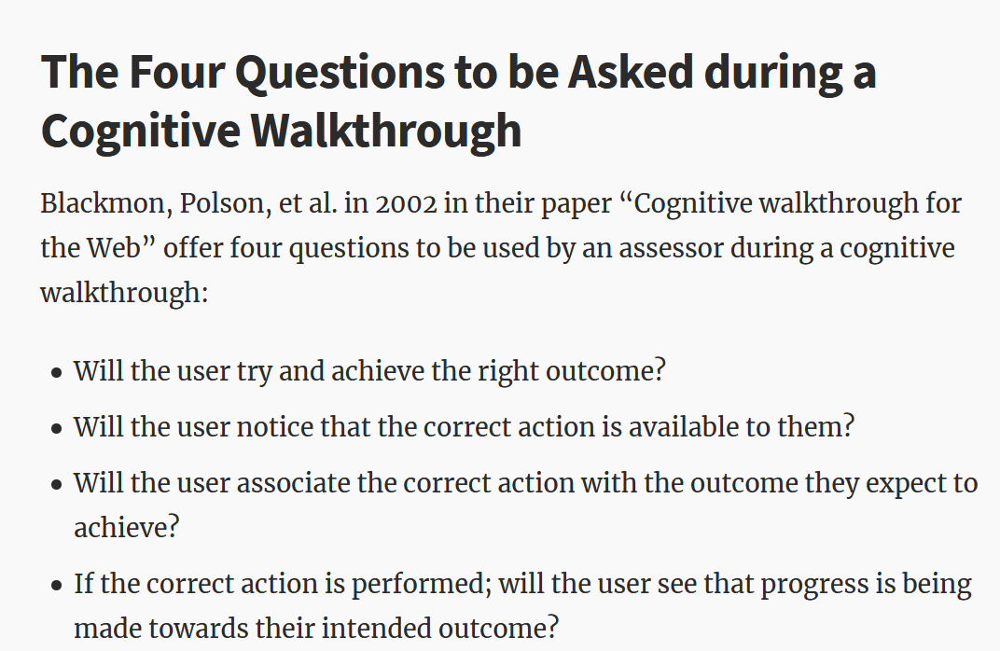 The Four Questions to be Asked during a
Cognitive Walkthrough
Blackmon, Polson, et al. in 2002 in their paper “Cognitive walkthrough for
the Web” offer four questions to be used by an assessor during a cognitive
walkthrough:
• Will the user try and achieve the right outcome?
• Will the user notice that the correct action is available to them?
• Will the user associate the correct action with the outcome they expect to
achieve?
• If the correct action is performed; will the user see that progress is being
made towards their intended outcome?